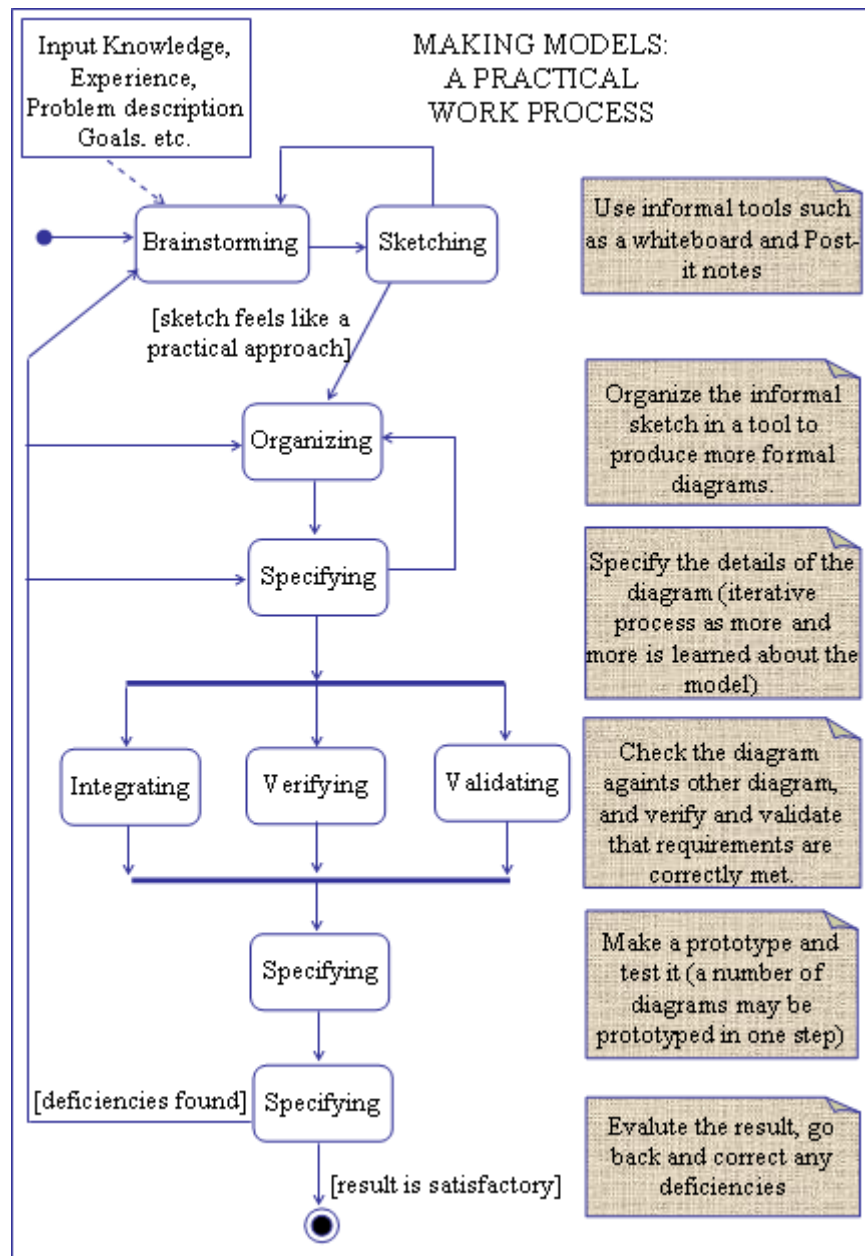 Input Knowledge,
Experience,
Problem description
Goals. etc.
MAKING MODELS:
A PRACTICAL
WORK PROCESS
Brainstorming
Sketching
Use informal tools such
as a whiteboard and Post-
it notes
[sketch feels like a
practical approach]
Organizing
Organize the informal
sketch in a tool to
produce more formal
diagrams.
Specifying
Specify the details of the
diagram (iterative
process as more and
more is learned about the
model)
Integrating
Verifying
Validating
Check the diagram
againts other diagram,
and verify and validate
that requirements are
correctly met.
Specifying
Make a prototype and
test it (a number of
diagrams may be
prototyped in one step)
[deficiencies found]
Specifying
Evalute the result, go
back and correct any
deficiencies
[result is satisfactory]